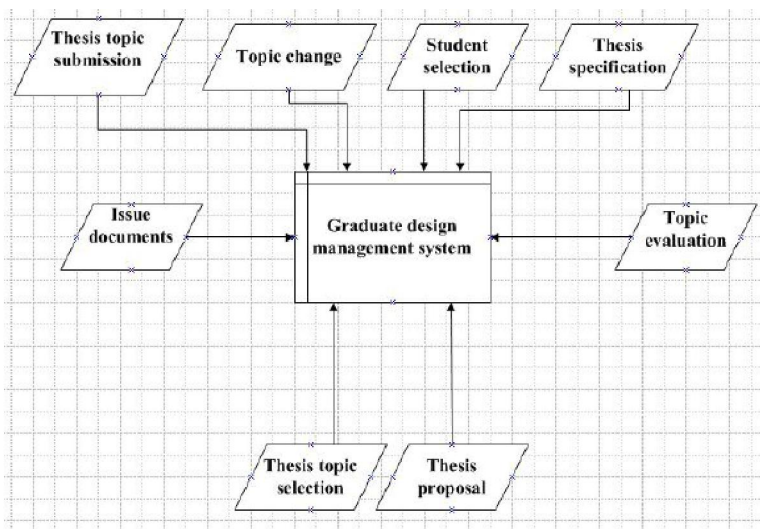 Thesis topic
submission
Topic change
Student
selection
Thesis
specification
Issue
documents
Graduate design
management system
Topic
evaluation
Thesis topic
selection
Thesis
proposal